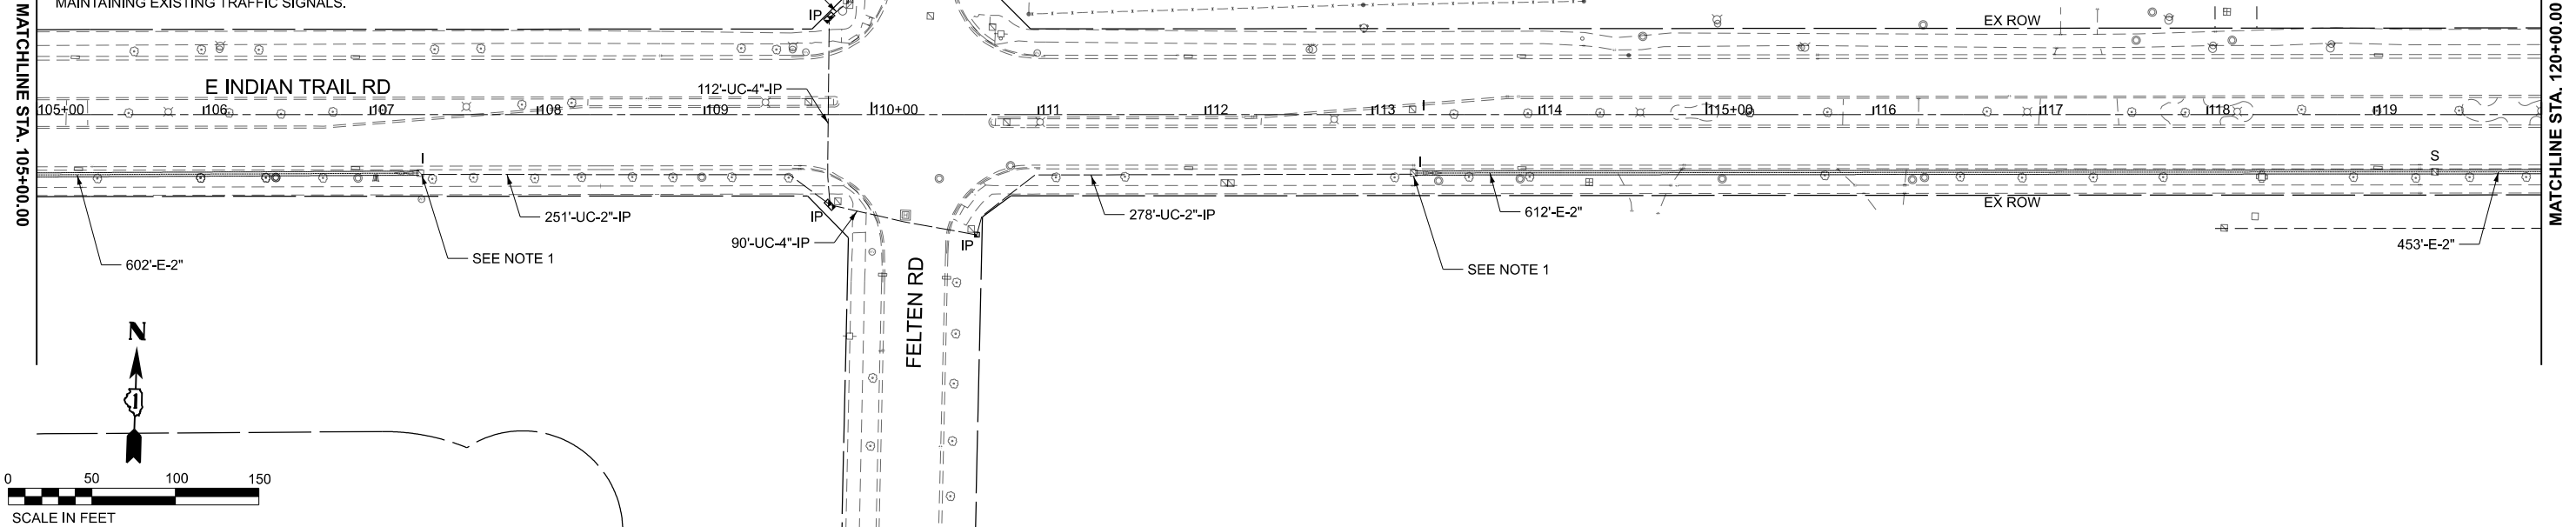 MAINTAINING EXISTING TRAFFIC SIGNALS.
MATCHLINE STA. 105+00.00
MATCHLINE STA. 120+00.00
IP
EX ROW
E INDIAN TRAIL RD
112'-UC-4"-IP
105+00
106
107
108
109
110+00
111
112
113
I
114
115+00
116
117
118
119
I
I
S
602'-E-2"
SEE NOTE 1
251'-UC-2"-IP
IP
90'-UC-4"-IP
IP
278'-UC-2"-IP
SEE NOTE 1
612'-E-2"
EX ROW
453'-E-2"
FELTEN RD
N
0 50 100 150
SCALE IN FEET